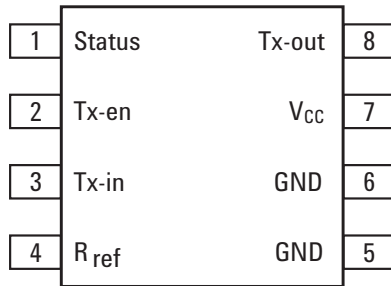 1 Status Tx-out 8
2 Tx-en VCC 7
3 Tx-in GND 6
4 R ref GND 5